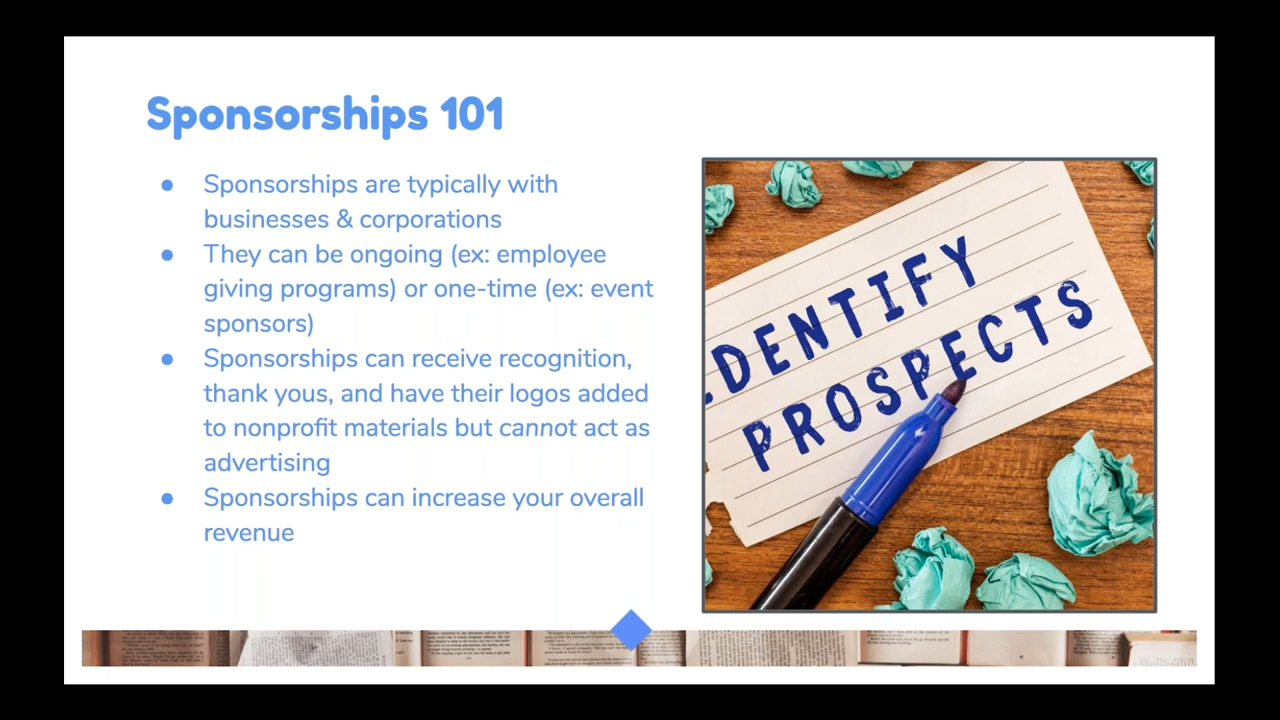 Sponsorships 101
● Sponsorships are typically with
businesses & corporations
● They can be ongoing (ex: employee
giving programs) or one-time (ex: event
sponsors)
● Sponsorships can receive recognition,
thank yous, and have their logos added
to nonprofit materials but cannot act as
advertising
● Sponsorships can increase your overall
revenue
IDENTIFY
PROSPECTS